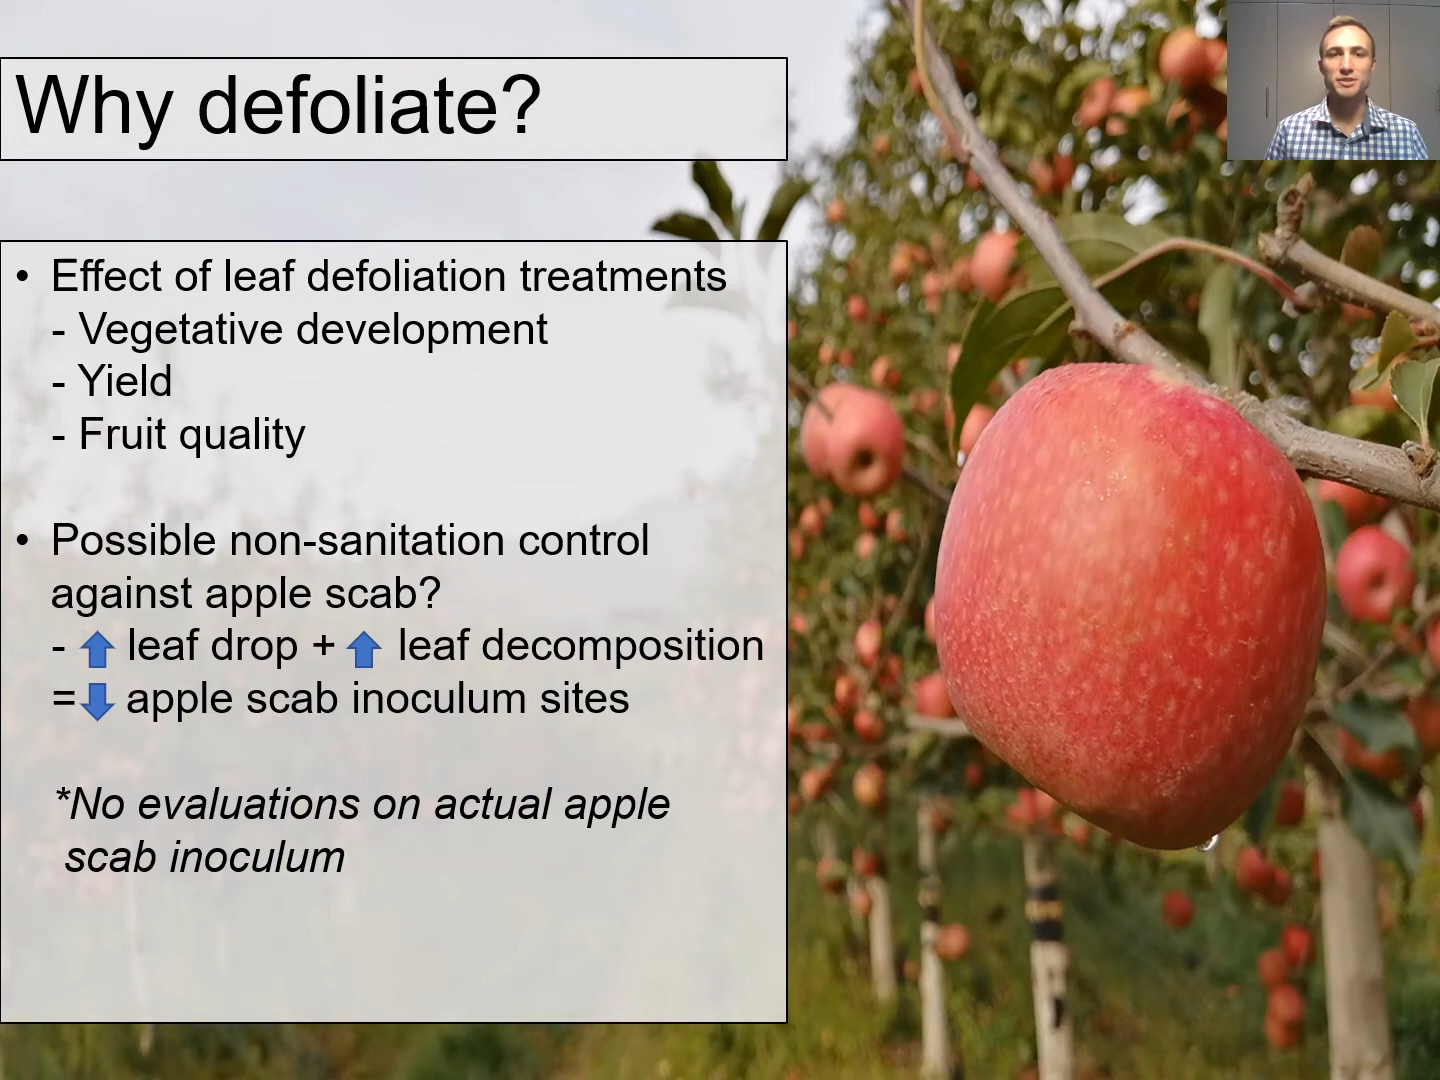 Why defoliate?
• Effect of leaf defoliation treatments
- Vegetative development
- Yield
- Fruit quality
• Possible non-sanitation control
against apple scab?
- ⬆ leaf drop + ⬆ leaf decomposition
= ⬇ apple scab inoculum sites
*No evaluations on actual apple
scab inoculum